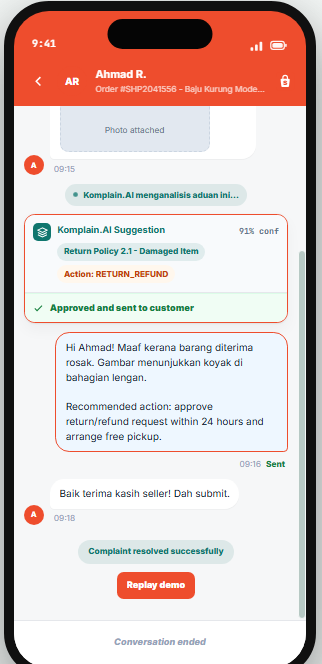 9:41
AR
Ahmad R.
Order #SHP2041556 - Baju Kurung Mode...
Photo attached
A
09:15
Komplain.AI menganalisis aduan ini...
Komplain.AI Suggestion
91% conf
Return Policy 2.1 - Damaged Item
Action: RETURN_REFUND
Approved and sent to customer
Hi Ahmad! Maaf kerana barang diterima
rosak. Gambar menunjukkan koyak di
bahagian lengan.
Recommended action: approve
return/refund request within 24 hours and
arrange free pickup.
09:16 Sent
Baik terima kasih seller! Dah submit.
A
09:18
Complaint resolved successfully
Replay demo
Conversation ended